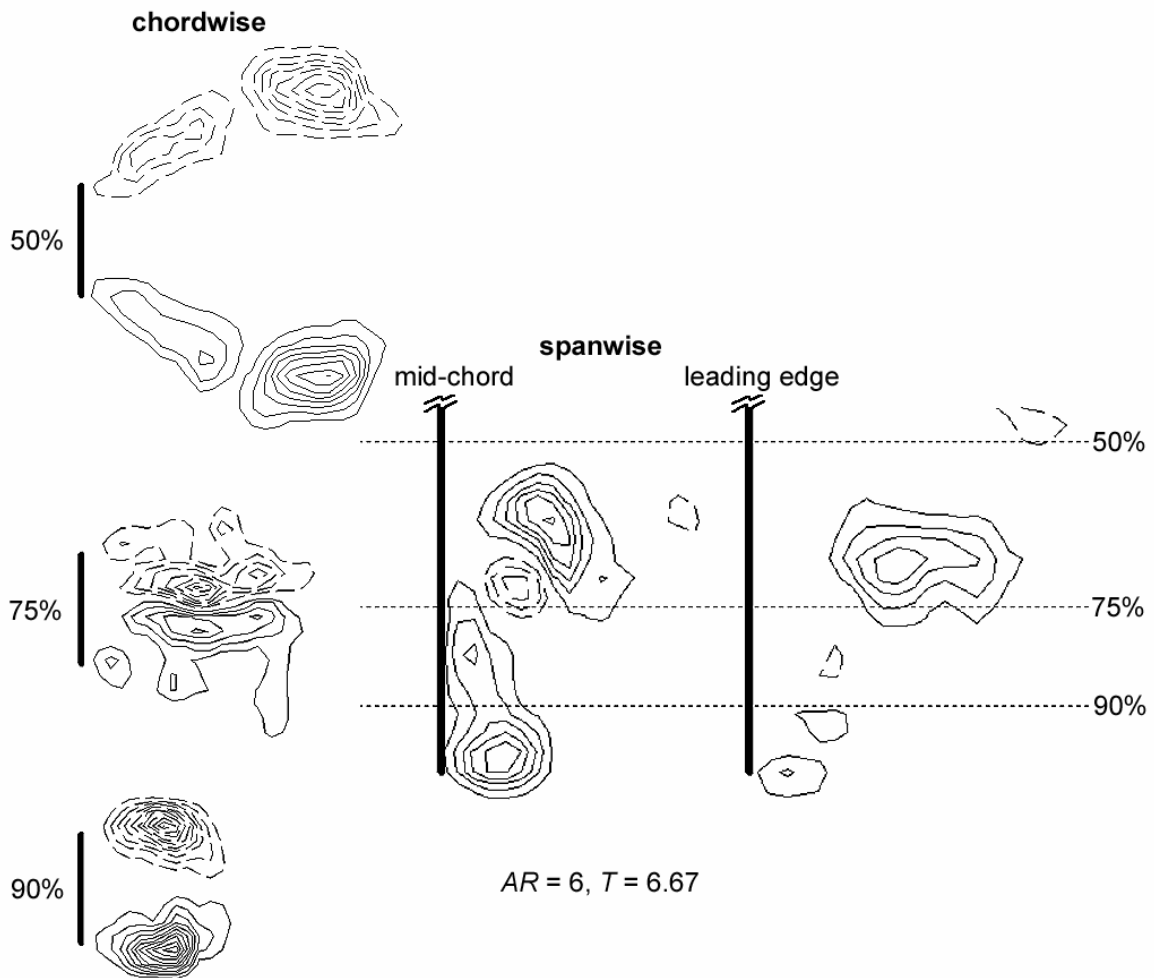 chordwise
50%
spanwise
mid-chord
leading edge
50%
75%
75%
90%
90%
AR = 6, T = 6.67